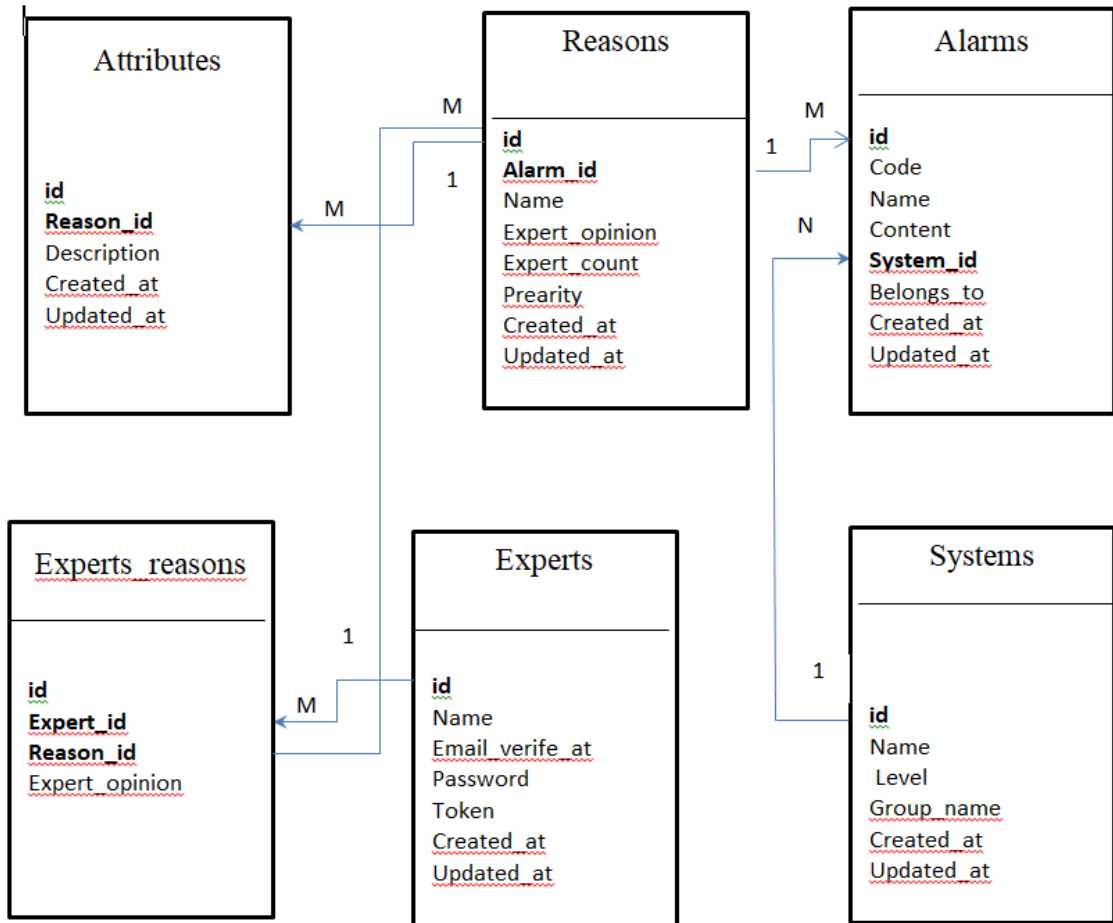 Attributes
id
Reason_id
Description
Created_at
Updated_at
M
1
M
Reasons
id
Alarm_id
Name
Expert_opinion
Expert_count
Prearity
Created_at
Updated_at
1
M
N
Alarms
id
Code
Name
Content
System_id
Belongs_to
Created_at
Updated_at
Experts_reasons
id
Expert_id
Reason_id
Expert_opinion
1
M
Experts
id
Name
Email_verife_at
Password
Token
Created_at
Updated_at
1
Systems
id
Name
Level
Group_name
Created_at
Updated_at